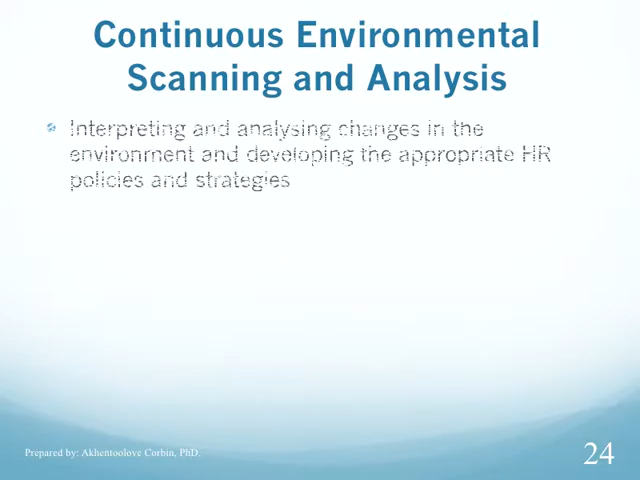 Continuous Environmental
Scanning and Analysis
Interpreting and analysing changes in the
environment and developing the appropriate HR
policies and strategies
Prepared by: Akhentoolove Corbin, PhD.
24